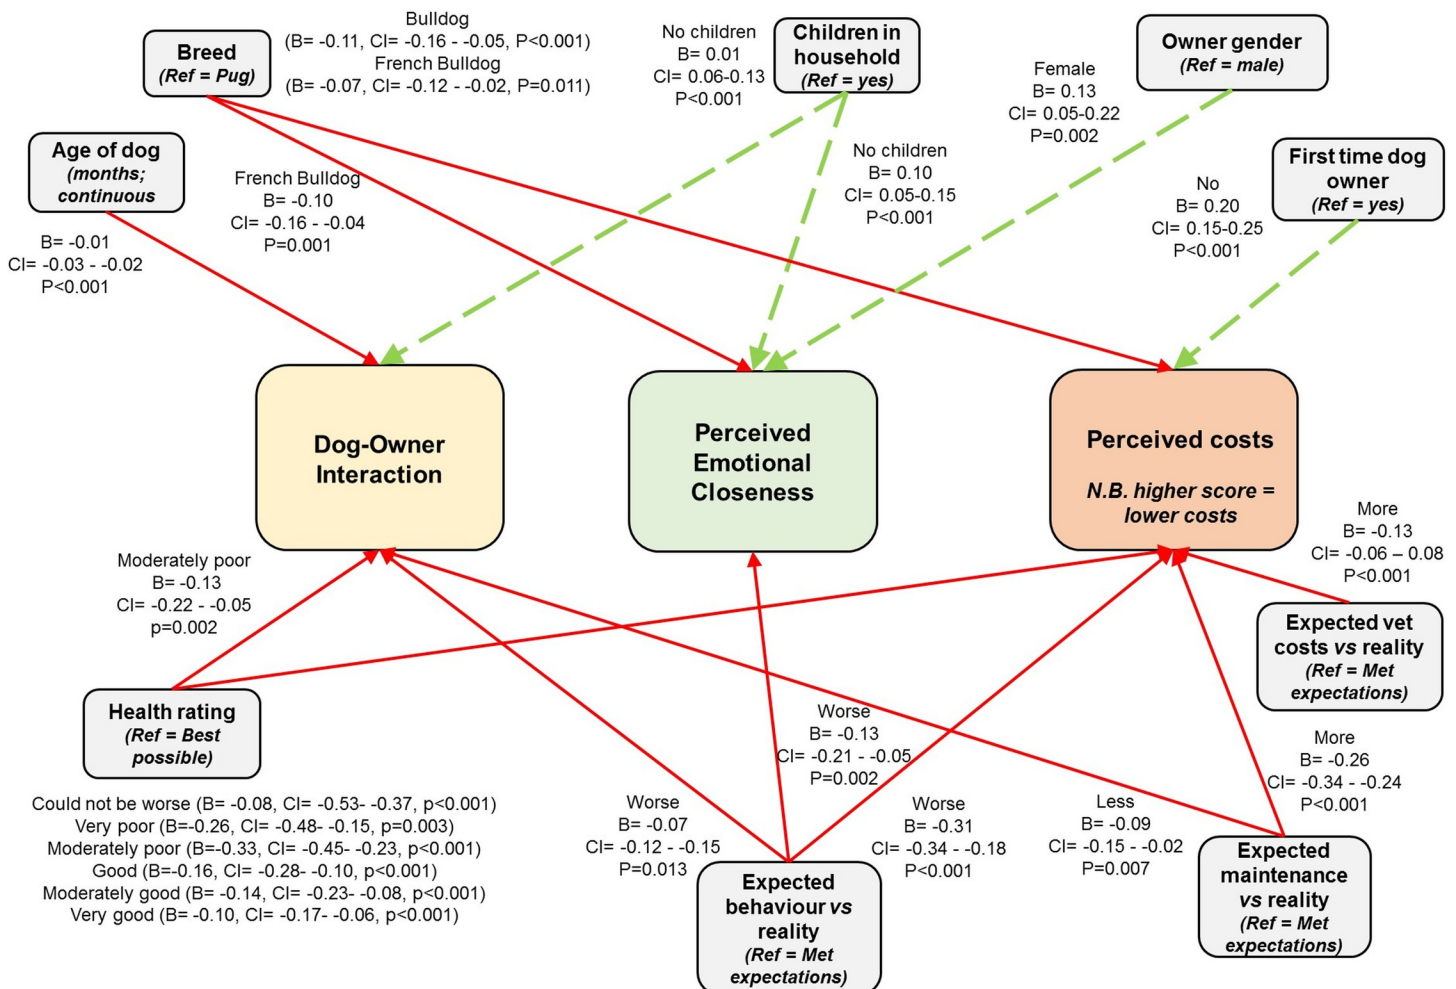 Breed
(Ref = Pug)
Bulldog
(B= -0.11, CI= -0.16 - -0.05, P<0.001)
French Bulldog
(B= -0.07, CI= -0.12 - -0.02, P=0.011)
No children
B= 0.01
CI= 0.06-0.13
P<0.001
Children in
household
(Ref = yes)
Owner gender
(Ref = male)
Female
B= 0.13
CI= 0.05-0.22
P=0.002
Age of dog
(months;
continuous
French Bulldog
B= -0.10
CI= -0.16 - -0.04
P=0.001
No children
B= 0.10
CI= 0.05-0.15
P<0.001
First time dog
owner
(Ref = yes)
No
B= 0.20
CI= 0.15-0.25
P<0.001
B= -0.01
CI= -0.03 - -0.02
P<0.001
Dog-Owner
Interaction
Perceived
Emotional
Closeness
Perceived costs
N.B. higher score =
lower costs
Moderately poor
B= -0.13
CI= -0.22 - -0.05
p=0.002
More
B= -0.13
CI= -0.06 – 0.08
P<0.001
Expected vet
costs vs reality
(Ref = Met
expectations)
Health rating
(Ref = Best
possible)
Worse
B= -0.13
CI= -0.21 - -0.05
P=0.002
More
B= -0.26
CI= -0.34 - -0.24
P<0.001
Could not be worse (B= -0.08, CI= -0.53- -0.37, p<0.001)
Very poor (B=-0.26, CI= -0.48- -0.15, p=0.003)
Moderately poor (B=-0.33, CI= -0.45- -0.23, p<0.001)
Good (B=-0.16, CI= -0.28- -0.10, p<0.001)
Moderately good (B= -0.14, CI= -0.23- -0.08, p<0.001)
Very good (B= -0.10, CI= -0.17- -0.06, p<0.001)
Worse
B= -0.07
CI= -0.12 - -0.15
P=0.013
Worse
B= -0.31
CI= -0.34 - -0.18
P<0.001
Less
B= -0.09
CI= -0.15 - -0.02
P=0.007
Expected
behaviour vs
reality
(Ref = Met
expectations)
Expected
maintenance
vs reality
(Ref = Met
expectations)